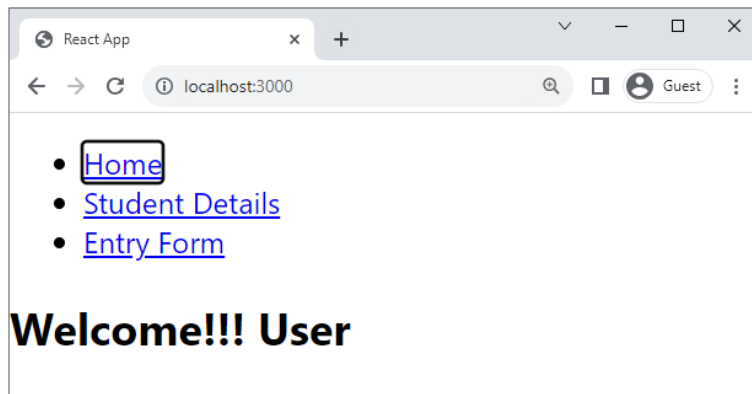 React App
localhost:3000
Guest
Home
Student Details
Entry Form
Welcome!!! User